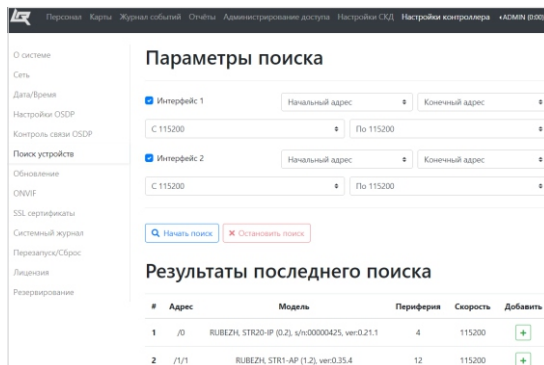 Персонал Карты Журнал событий Отчёты Администрирование доступа Настройки СКД Настройки контроллера ADMIN (0:00)
О системе
Сеть
Дата/Время
Настройки OSDP
Контроль связи OSDP
Поиск устройств
Обновление
ONVIF
SSL сертификаты
Системный журнал
Перезапуск/Сброс
Лицензия
Резервирование
Параметры поиска
Интерфейс 1 Начальный адрес Конечный адрес
С 115200 По 115200
Интерфейс 2 Начальный адрес Конечный адрес
С 115200 По 115200
Начать поиск Остановить поиск
Результаты последнего поиска
# Адрес Модель Периферия Скорость Добавить
1 /0 RUBEZH, STR20-IP (0.2), s/n:00000425, ver:0.21.1 4 115200 +
2 /1/1 RUBEZH, STR1-AP (1.2), ver:0.35.4 12 115200 +